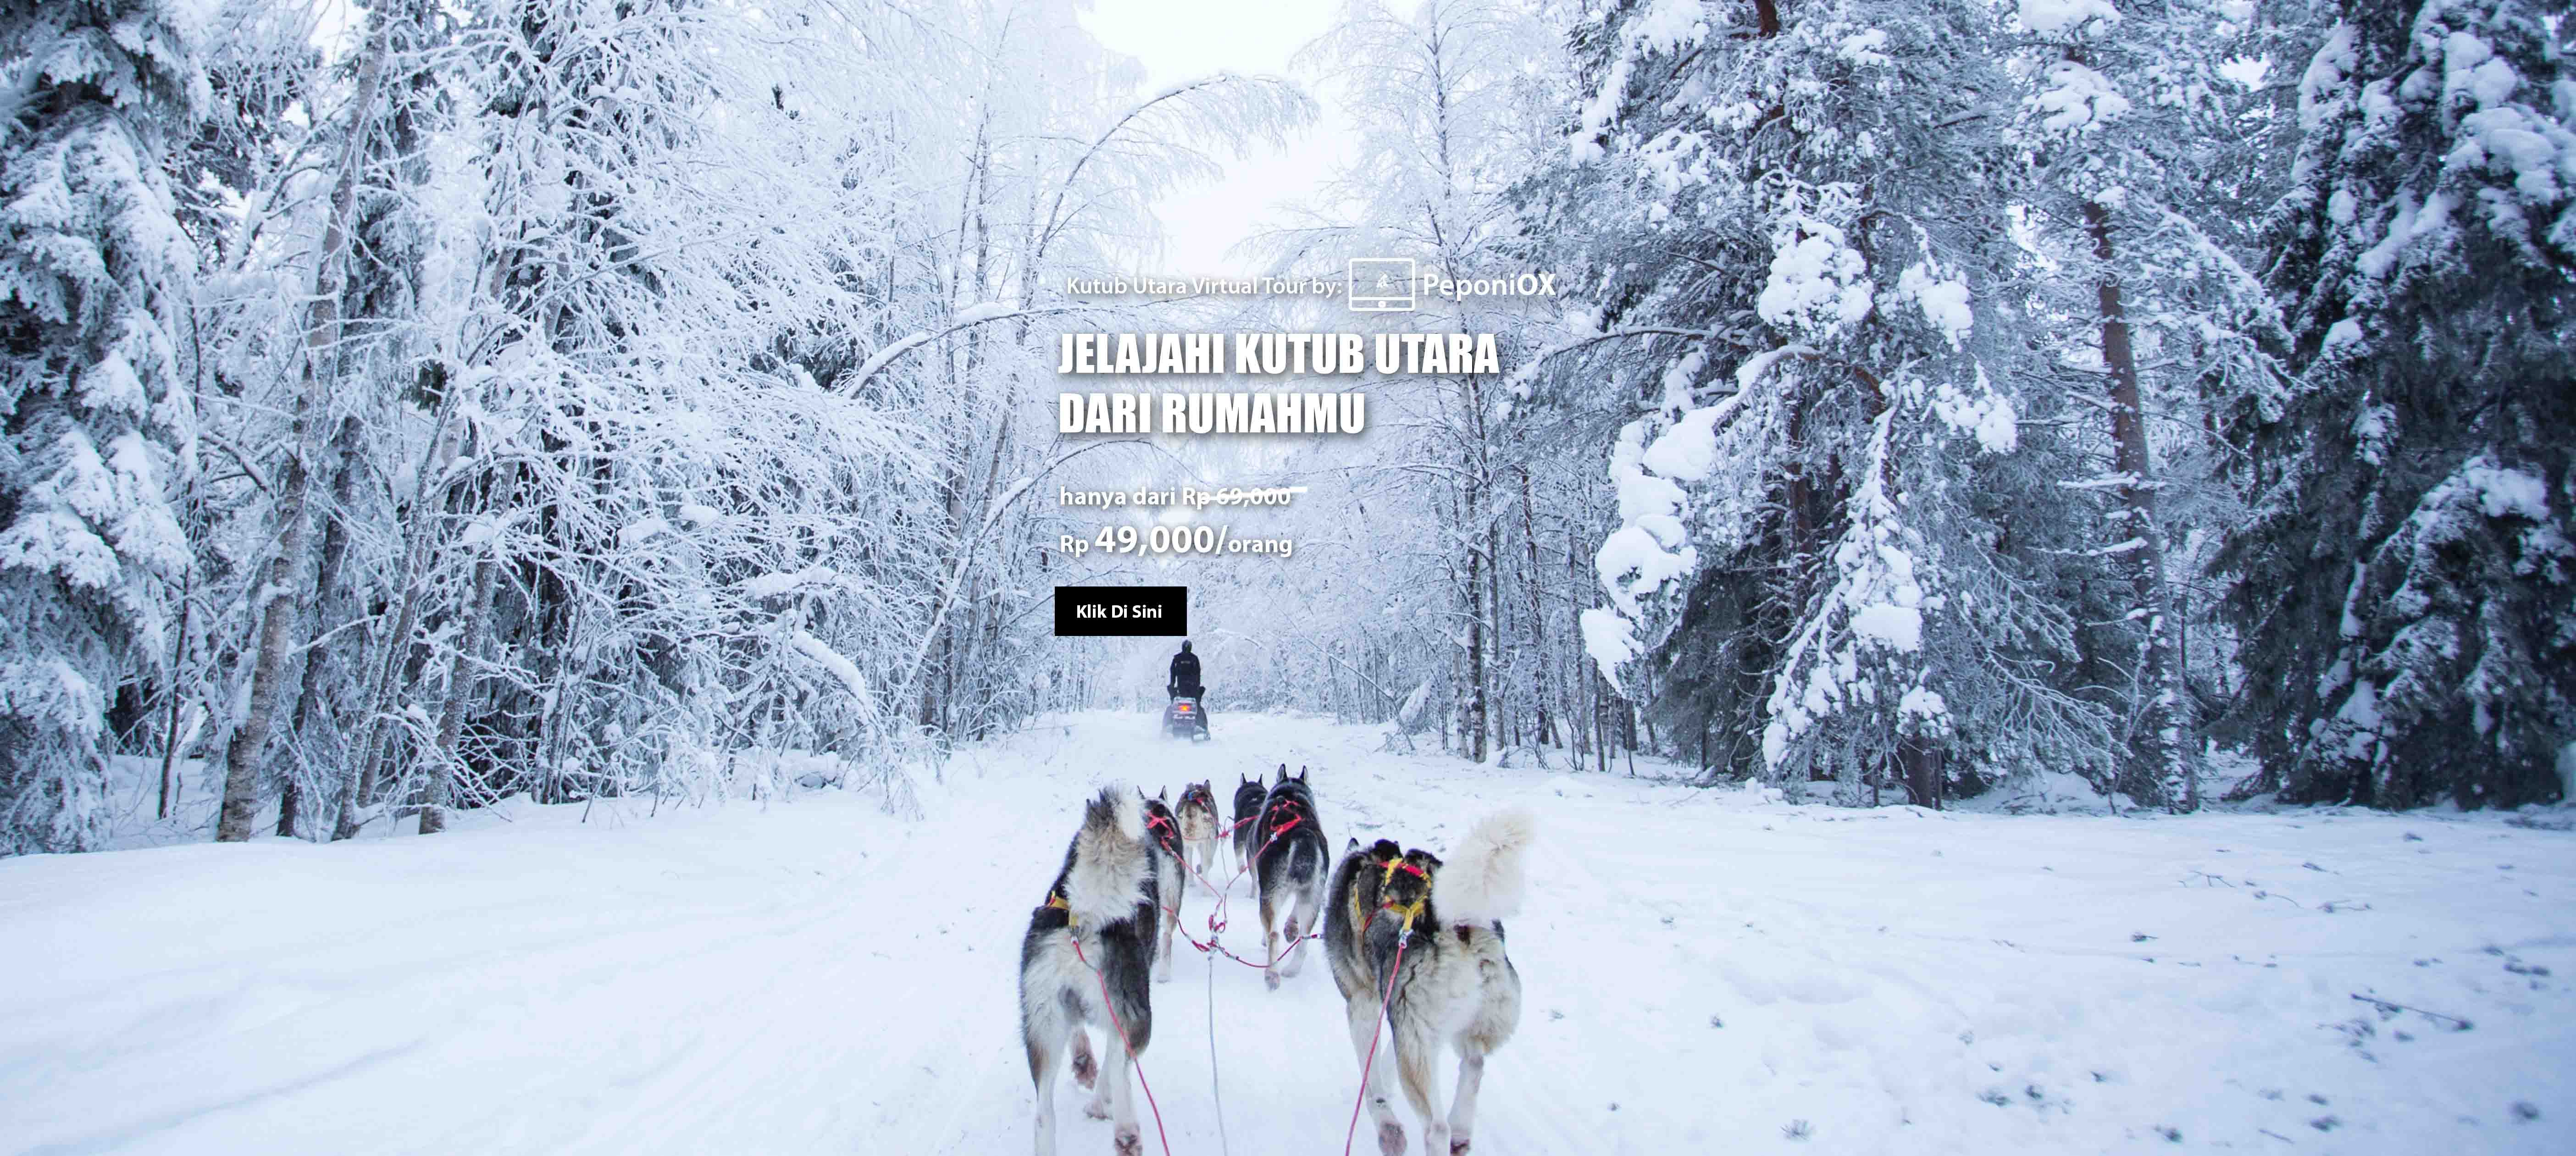 Kutub Utara Virtual Tour by: PeponiOX
JELAJAHI KUTUB UTARA
DARI RUMAHMU
hanya dari Rp 69,000
Rp 49,000/orang
Klik Di Sini